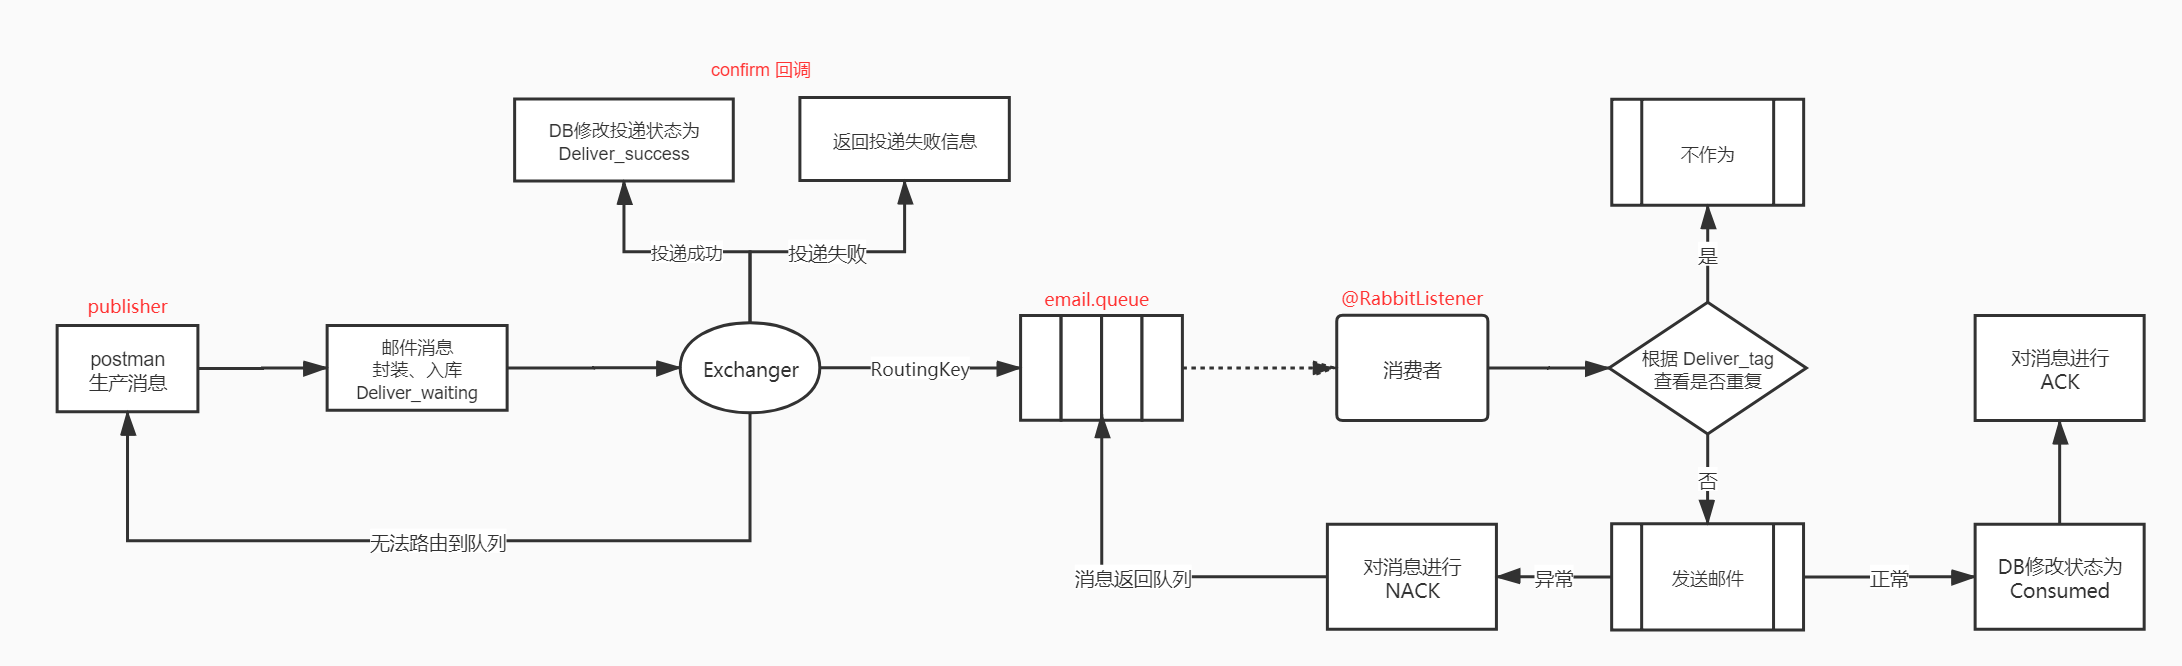 confirm 回调
DB修改投递状态为
Deliver_success
返回投递失败信息
不作为
投递成功
投递失败
是
publisher
email.queue
@RabbitListener
postman
生产消息
邮件消息
封装、入库
Deliver_waiting
Exchanger
RoutingKey
消费者
根据 Deliver_tag
查看是否重复
对消息进行
ACK
否
无法路由到队列
消息返回队列
对消息进行
NACK
异常
发送邮件
正常
DB修改状态为
Consumed